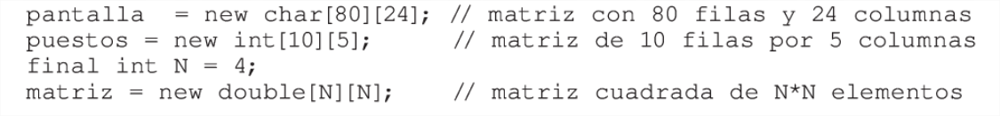 pantalla  = new char[80][24]; // matriz con 80 filas y 24 columnas
puestos = new int[10][5];      // matriz de 10 filas por 5 columnas
final int N = 4;
matriz = new double[N][N];    // matriz cuadrada de N*N elementos